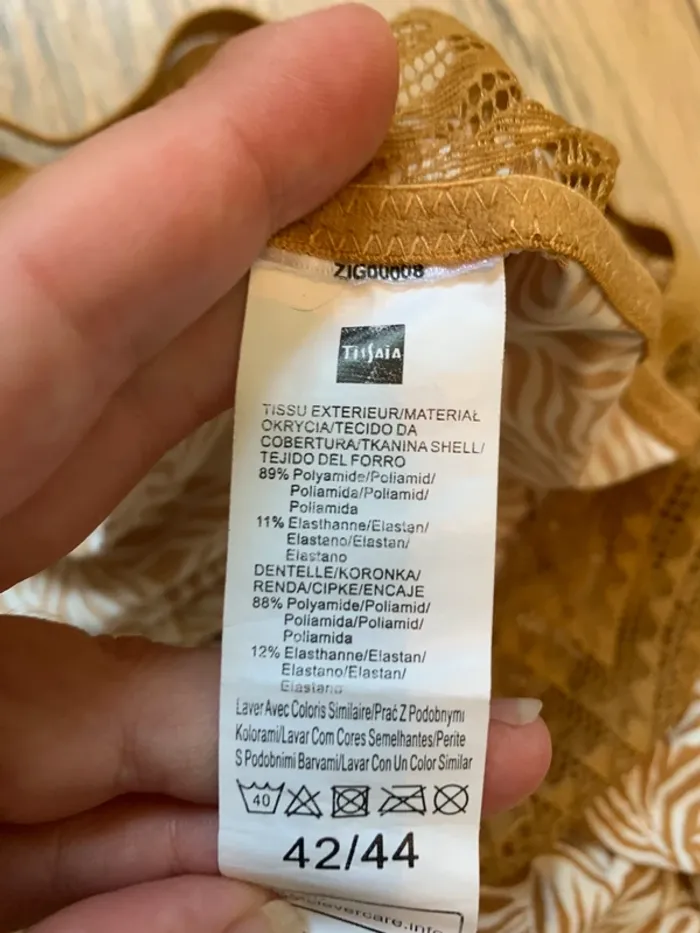 ZIG00008
TISSAIA
TISSU EXTERIEUR/MATERIAŁ
OKRYCIA/TECIDO DA
COBERTURA/TKANINA SHELL/
TEJIDO DEL FORRO
89% Polyamide/Poliamid/
Poliamida/Poliamid/
Poliamida
11% Elasthanne/Elastan/
Elastano/Elastan/
Elastano
DENTELLE/KORONKA/
RENDA/CIPKE/ENCAJE
88% Polyamide/Poliamid/
Poliamida/Poliamid/
Poliamida
12% Elasthanne/Elastan/
Elastano/Elastan/
Elastano
Laver Avec Coloris Similaire/Prać Z Podobnymi
Kolorami/Lavar Com Cores Semelhantes/Perite
S Podobnimi Barvami/Lavar Con Un Color Similar
40
42/44